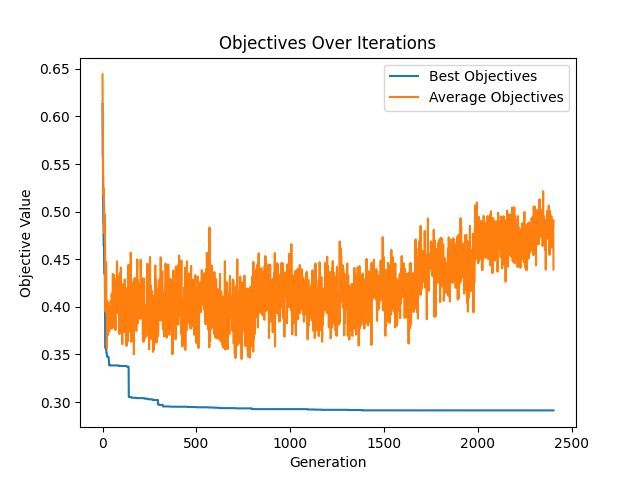 Objectives Over Iterations
Best Objectives
Average Objectives
0.65
0.60
0.55
0.50
0.45
0.40
0.35
0.30
Objective Value
0
500
1000
1500
2000
2500
Generation